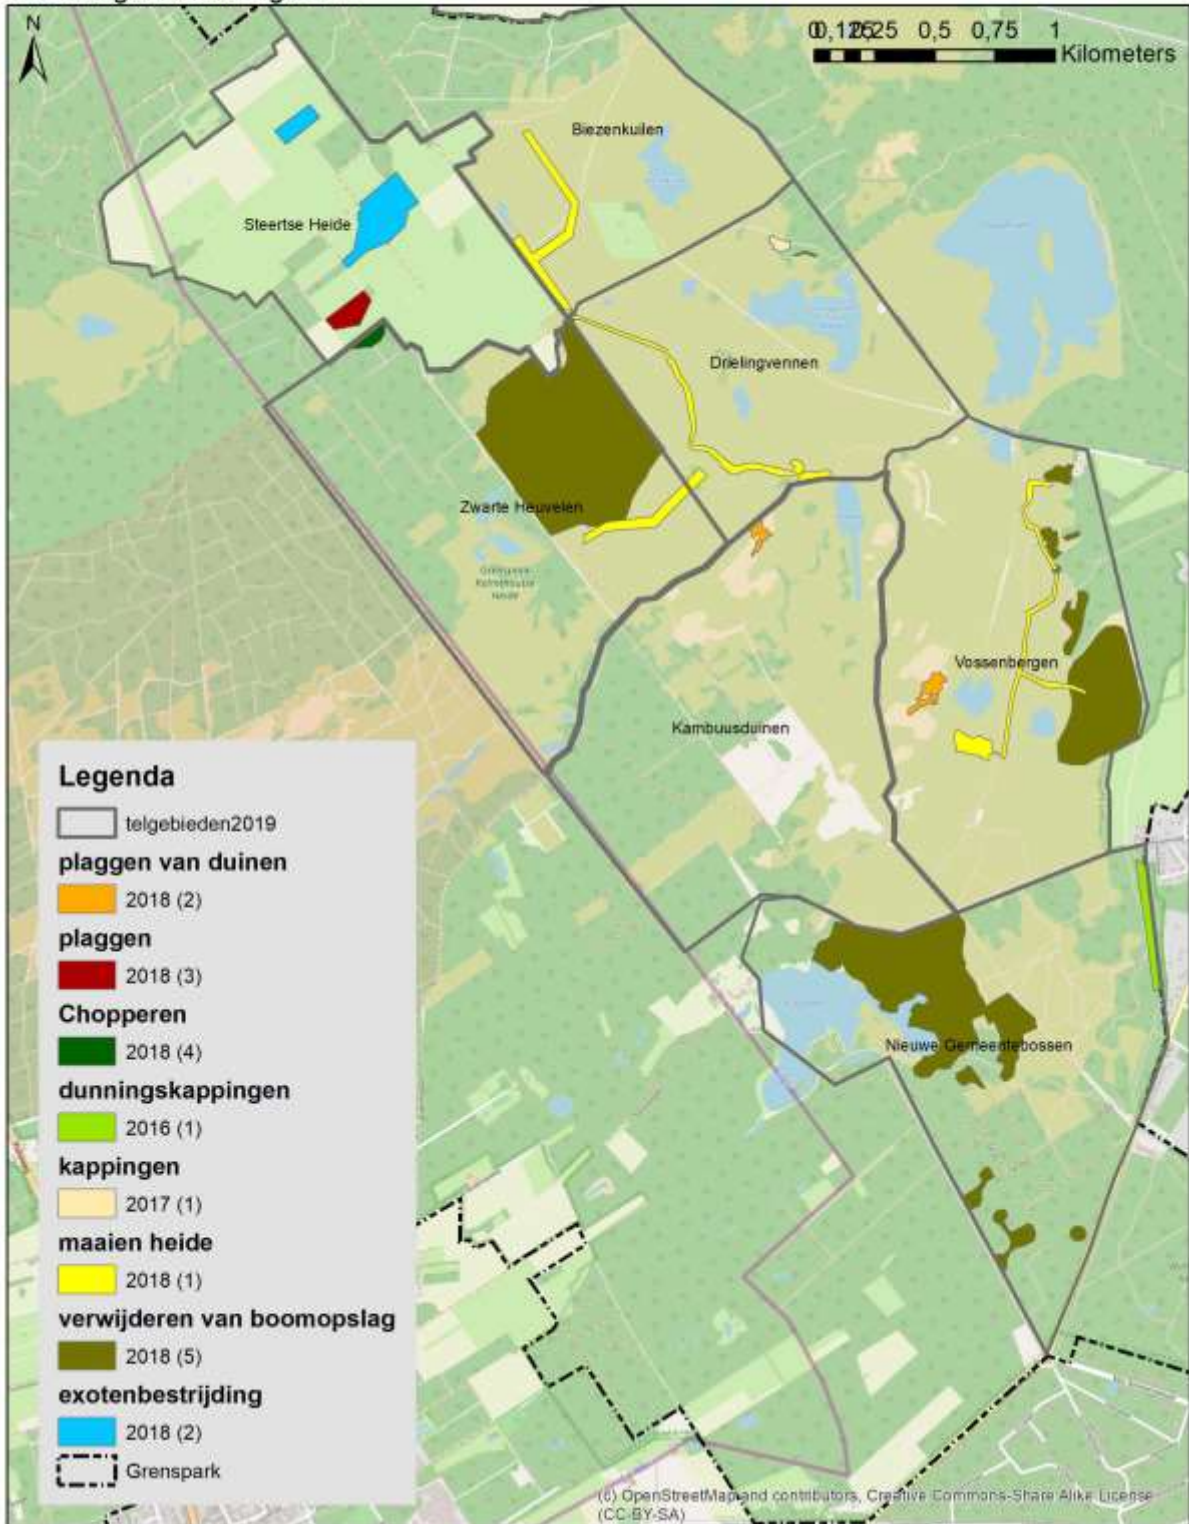 N
0 0,125 0,25 0,5 0,75 1
Kilometers
Biezenkuilen
Steertse Heide
Drielingvennen
Zwarte Heuvelen
Grenspark
Kalmthoutse
Heide
Vossenbergen
Kambuusduinen
Nieuwe Gemeentebossen
Legenda
telgebieden2019
plaggen van duinen
2018 (2)
plaggen
2018 (3)
Chopperen
2018 (4)
dunningskappingen
2016 (1)
kappingen
2017 (1)
maaien heide
2018 (1)
verwijderen van boomopslag
2018 (5)
exotenbestrijding
2018 (2)
Grenspark
(c) OpenStreetMap and contributors, Creative Commons-Share Alike License
(CC-BY-SA)